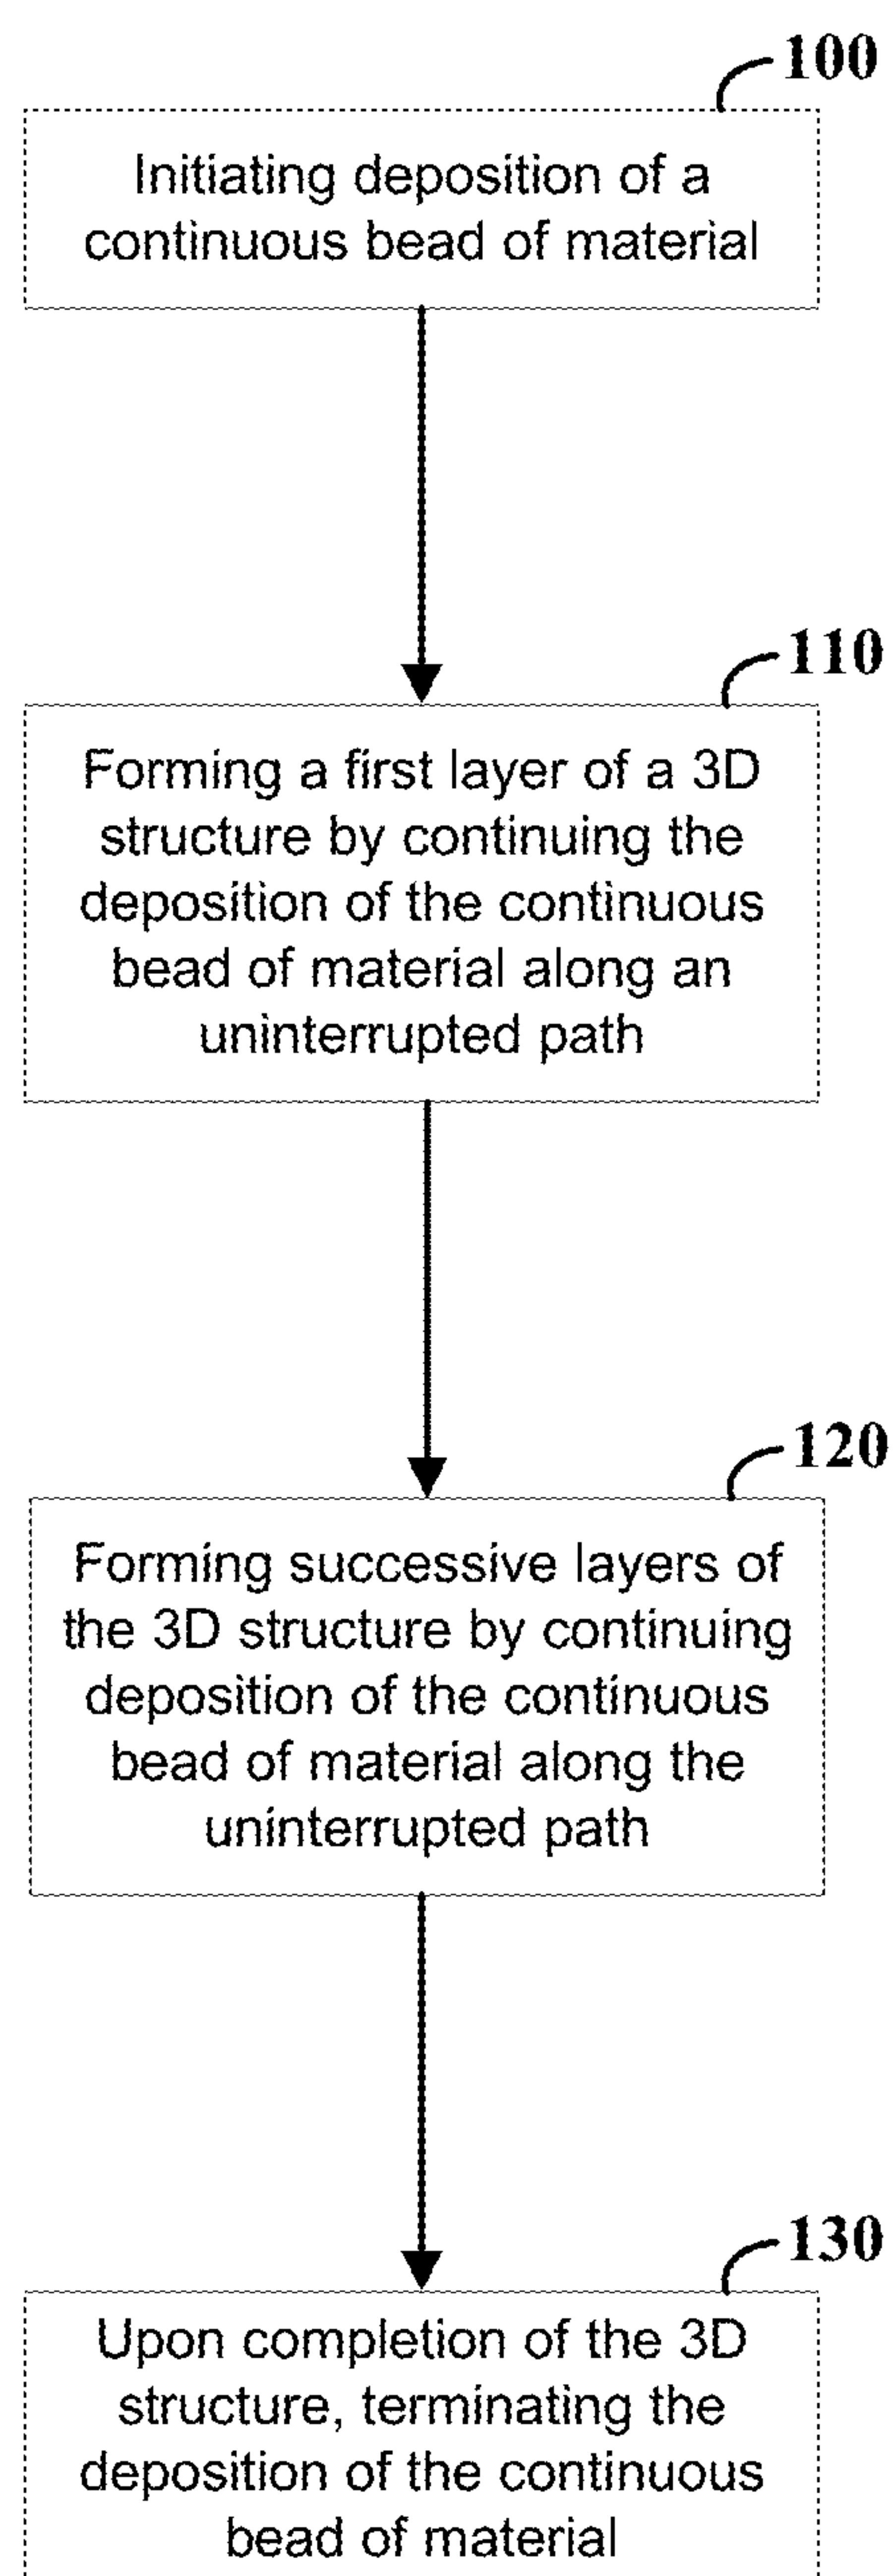 100
Initiating deposition of a
continuous bead of material
110
Forming a first layer of a 3D
structure by continuing the
deposition of the continuous
bead of material along an
uninterrupted path
120
Forming successive layers of
the 3D structure by continuing
deposition of the continuous
bead of material along the
uninterrupted path
130
Upon completion of the 3D
structure, terminating the
deposition of the continuous
bead of material